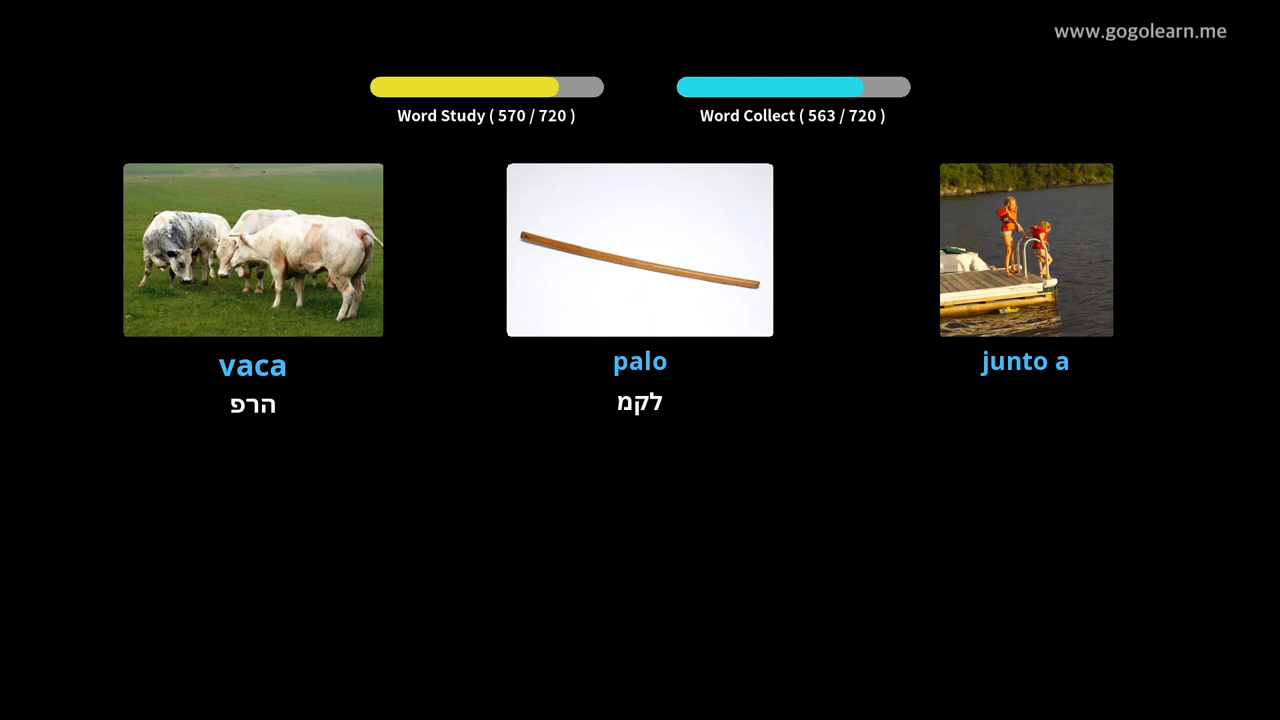 www.gogolearn.me
Word Study ( 570 / 720 )
Word Collect ( 563 / 720 )
vaca
הרפ
palo
לקמ
junto a